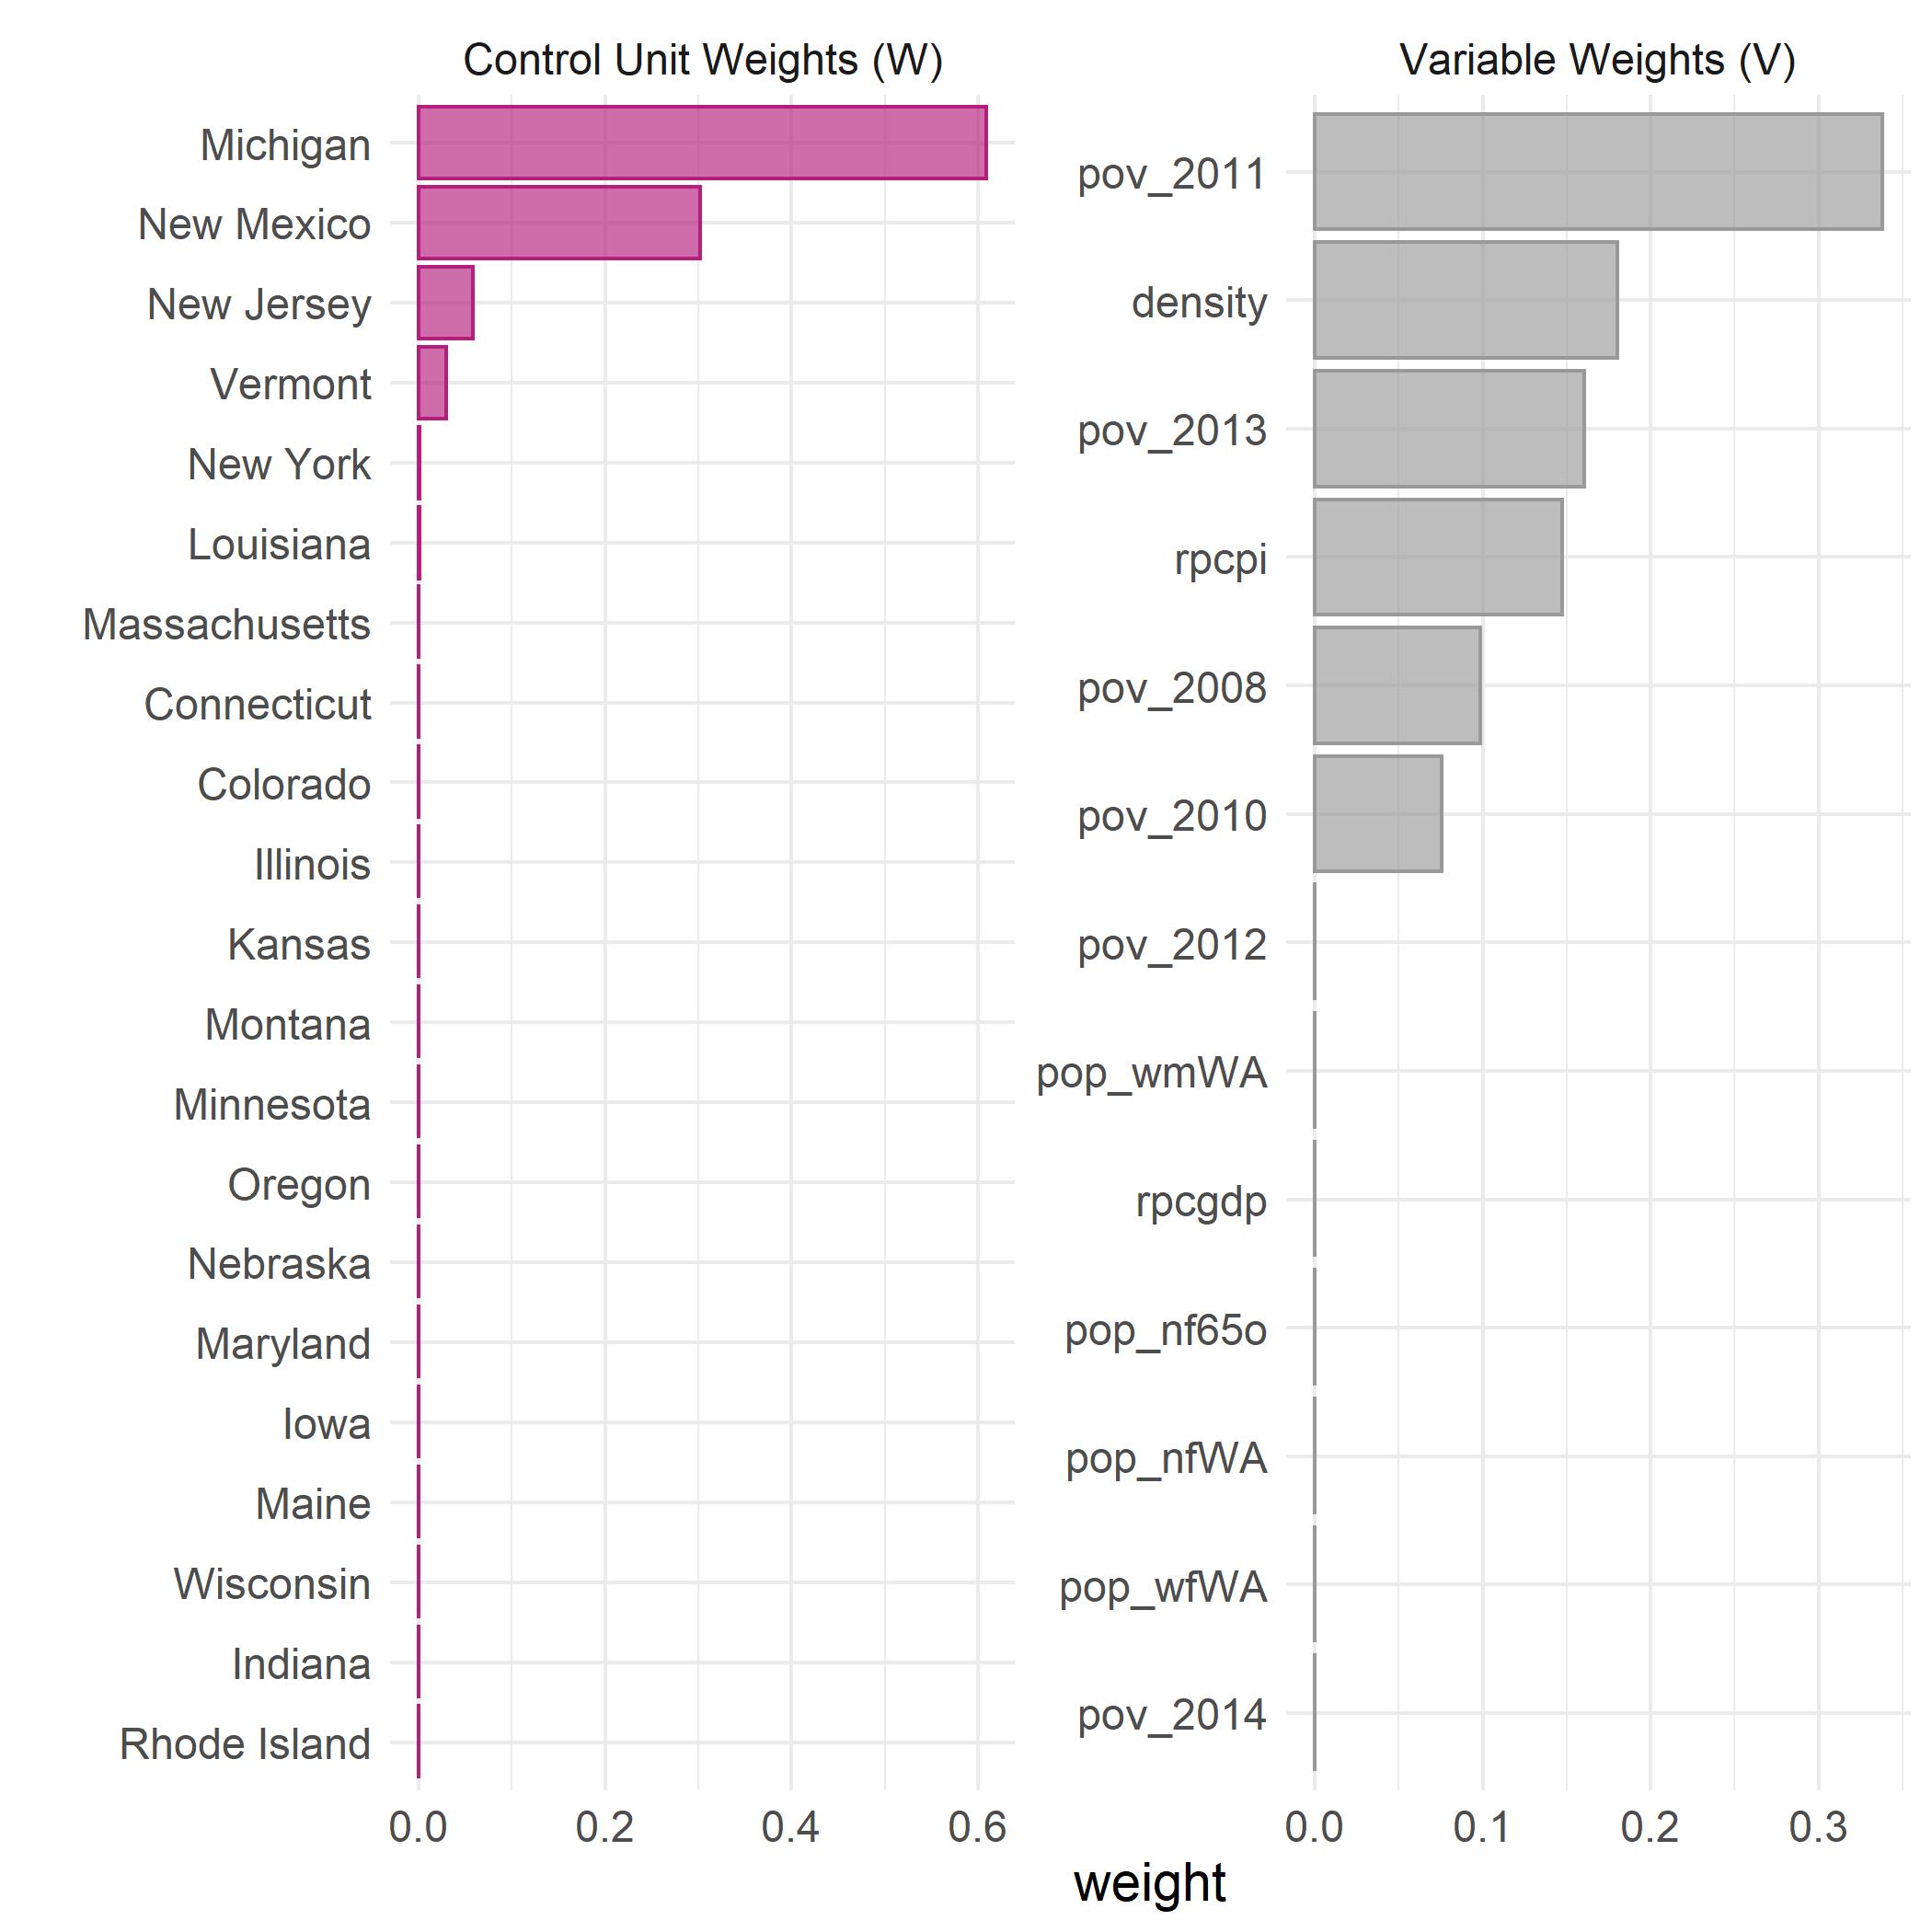 Control Unit Weights (W)
Michigan
New Mexico
New Jersey
Vermont
New York
Louisiana
Massachusetts
Connecticut
Colorado
Illinois
Kansas
Montana
Minnesota
Oregon
Nebraska
Maryland
Iowa
Maine
Wisconsin
Indiana
Rhode Island
0.0 0.2 0.4 0.6
Variable Weights (V)
pov_2011
density
pov_2013
rpcpi
pov_2008
pov_2010
pov_2012
pop_wmWA
rpcgdp
pop_nf65o
pop_nfWA
pop_wfWA
pov_2014
0.0 0.1 0.2 0.3
weight